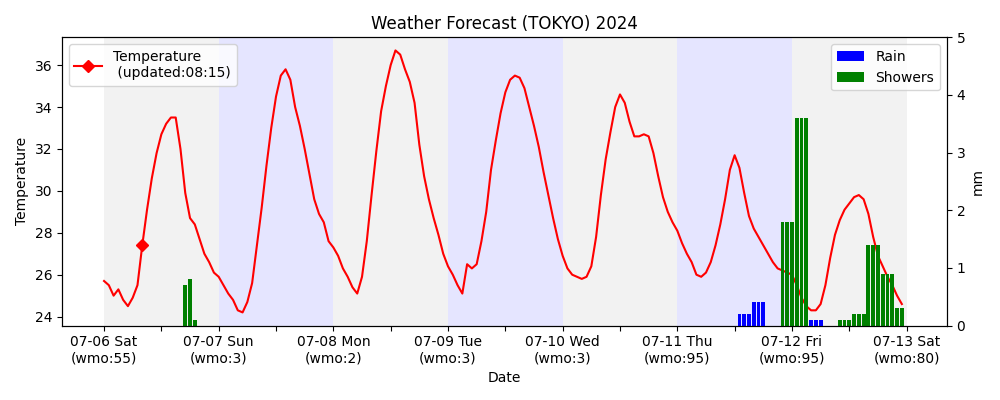 Weather Forecast (TOKYO) 2024
Temperature
(updated:08:15)
Rain
Showers
Temperature
36
34
32
30
28
26
24
5
4
3
2
1
0
mm
07-06 Sat
(wmo:55)
07-07 Sun
(wmo:3)
07-08 Mon
(wmo:2)
07-09 Tue
(wmo:3)
07-10 Wed
(wmo:3)
07-11 Thu
(wmo:95)
07-12 Fri
(wmo:95)
07-13 Sat
(wmo:80)
Date